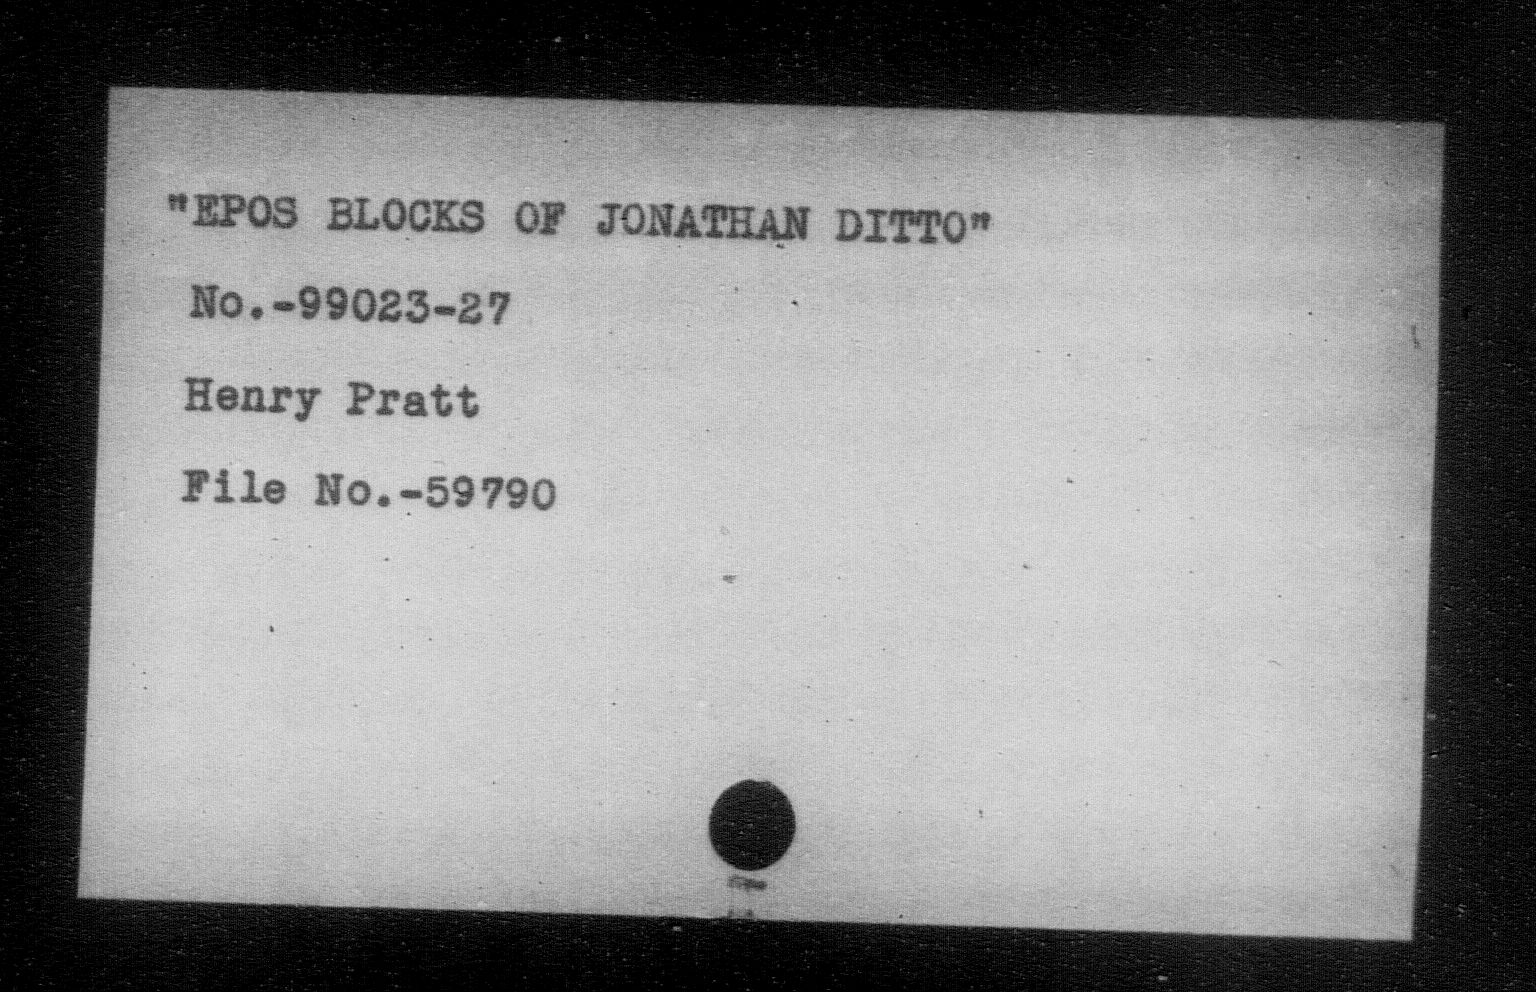 "EPOS BLOCKS OF JONATHAN DITTO"
No.-99023-27
Henry Pratt
File No.-59790